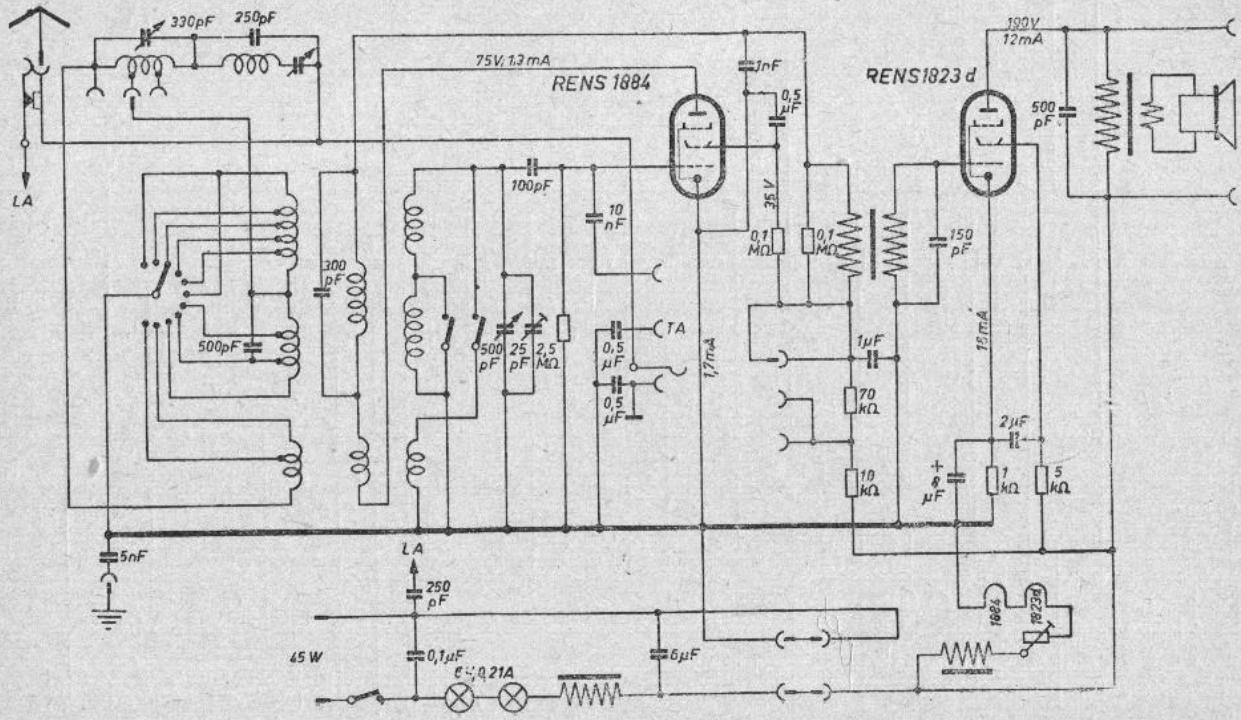 330pF
250pF
190V
12mA
75V, 1,3 mA
RENS 1884
1nF
0,5
µF
RENS1823 d
500
pF
LA
100pF
10
nF
35 V
0,1
MΩ
0,1
MΩ
150
pF
300
pF
500pF
500
pF
25
pF
2,5
MΩ
0,5
µF
TA
0,5
µF
1,7mA
1µF
70
kΩ
16mA
2µF
10
kΩ
+
8
µF
1
kΩ
5
kΩ
5nF
LA
250
pF
1884
1823d
45 W
0,1µF
6µF
0,21A